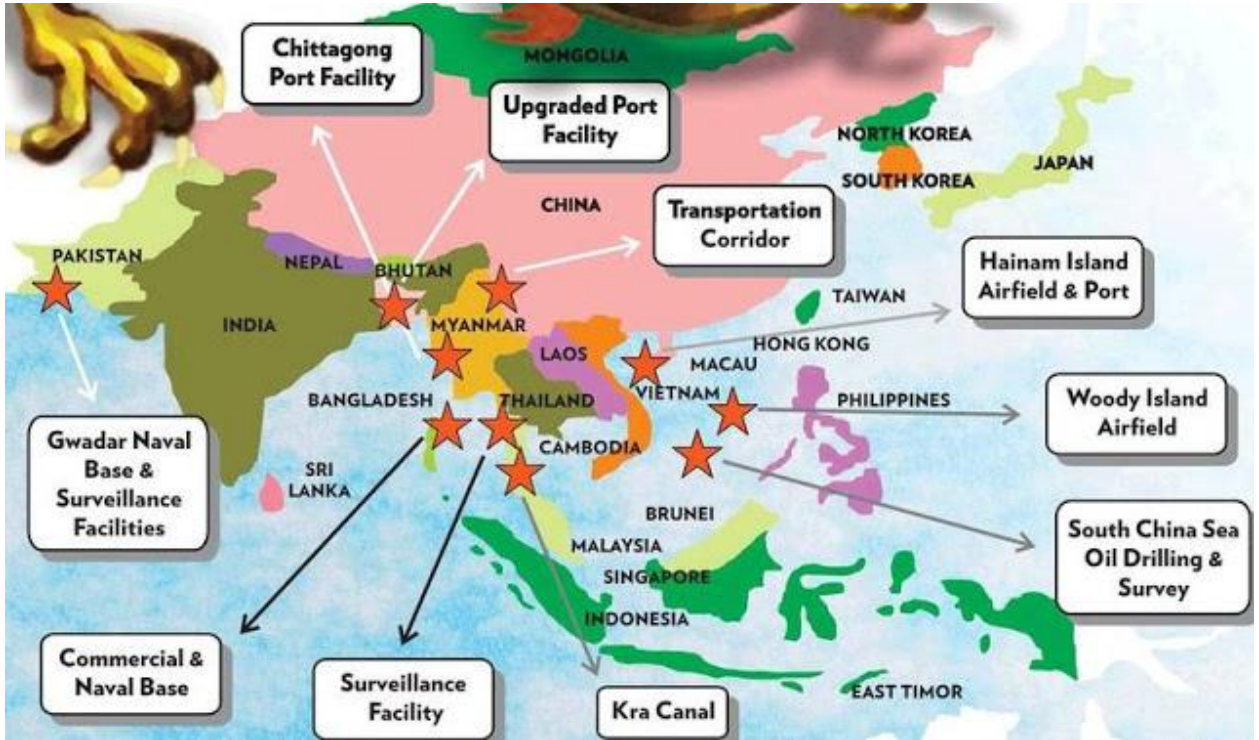 Chittagong
Port Facility
MONGOLIA
Upgraded Port
Facility
NORTH KOREA
JAPAN
SOUTH KOREA
CHINA
Transportation
Corridor
PAKISTAN
NEPAL
BHUTAN
Hainam Island
Airfield & Port
TAIWAN
INDIA
MYANMAR
HONG KONG
LAOS
MACAU
VIETNAM
BANGLADESH
THAILAND
PHILIPPINES
Woody Island
Airfield
CAMBODIA
Gwadar Naval
Base &
Surveillance
Facilities
SRI
LANKA
BRUNEI
MALAYSIA
South China Sea
Oil Drilling &
Survey
SINGAPORE
INDONESIA
Commercial &
Naval Base
Surveillance
Facility
Kra Canal
EAST TIMOR